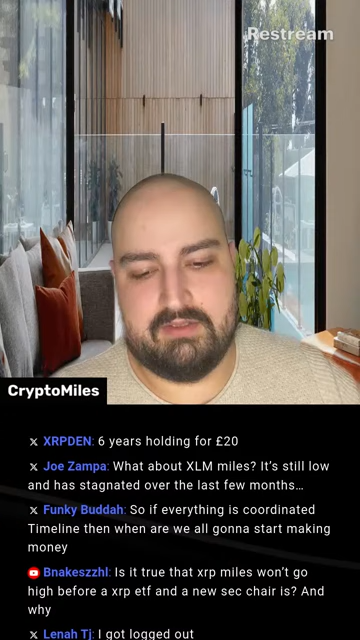 Restream
CryptoMiles
XRPDEN: 6 years holding for £20
Joe Zampa: What about XLM miles? It's still low
and has stagnated over the last few months...
Funky Buddah: So if everything is coordinated
Timeline then when are we all gonna start making
money
Bnakeszzhl: Is it true that xrp miles won't go
high before a xrp etf and a new sec chair is? And
why
Lenah Tj: I got logged out